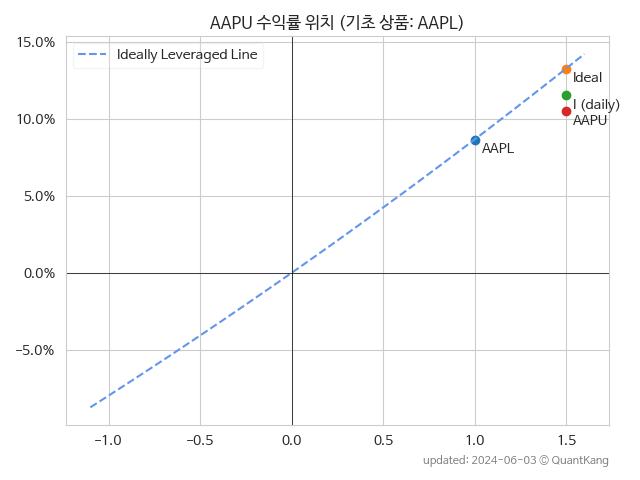 AAPU 수익률 위치 (기초 상품: AAPL)
15.0%
Ideally Leveraged Line
Ideal
I (daily)
10.0%
AAPU
AAPL
5.0%
0.0%
−5.0%
−1.0 −0.5 0.0 0.5 1.0 1.5
updated: 2024-06-03 © QuantKang